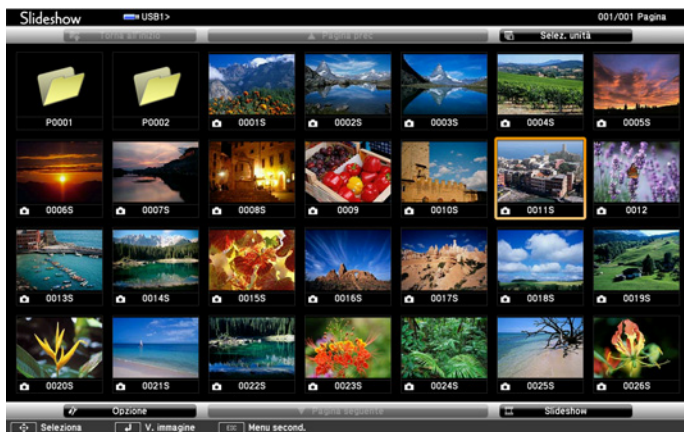 Slideshow USB1> 001/001 Pagina
Torna all'inizio Pagina prec Selez. unità
P0001 P0002 0001S 0002S 0003S 0004S 0005S
0006S 0007S 0008S 0009 0010S 0011S 0012
0013S 0014S 0015S 0016S 0017S 0018S 0019S
0020S 0021S 0022S 0023S 0024S 0025S 0026S
Opzione Pagina seguente Slideshow
Seleziona V. immagine ESC Menu second.